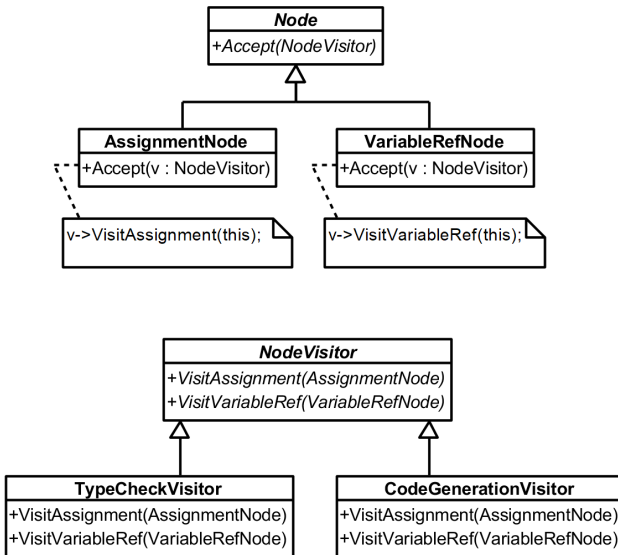 Node
+Accept(NodeVisitor)
AssignmentNode
+Accept(v : NodeVisitor)
VariableRefNode
+Accept(v : NodeVisitor)
v->VisitAssignment(this);
v->VisitVariableRef(this);
NodeVisitor
+VisitAssignment(AssignmentNode)
+VisitVariableRef(VariableRefNode)
TypeCheckVisitor
+VisitAssignment(AssignmentNode)
+VisitVariableRef(VariableRefNode)
CodeGenerationVisitor
+VisitAssignment(AssignmentNode)
+VisitVariableRef(VariableRefNode)